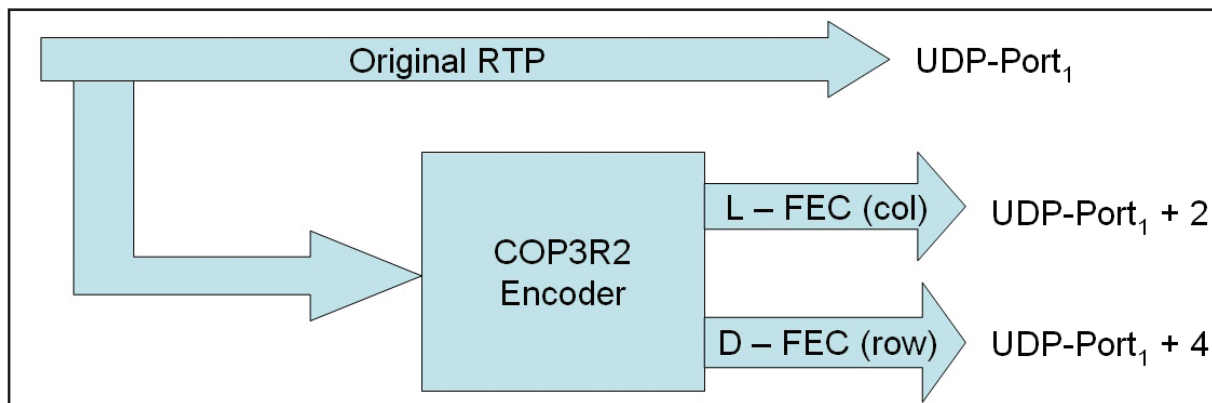 Original RTP
UDP-Port₁
COP3R2
Encoder
L – FEC (col)
UDP-Port₁ + 2
D – FEC (row)
UDP-Port₁ + 4